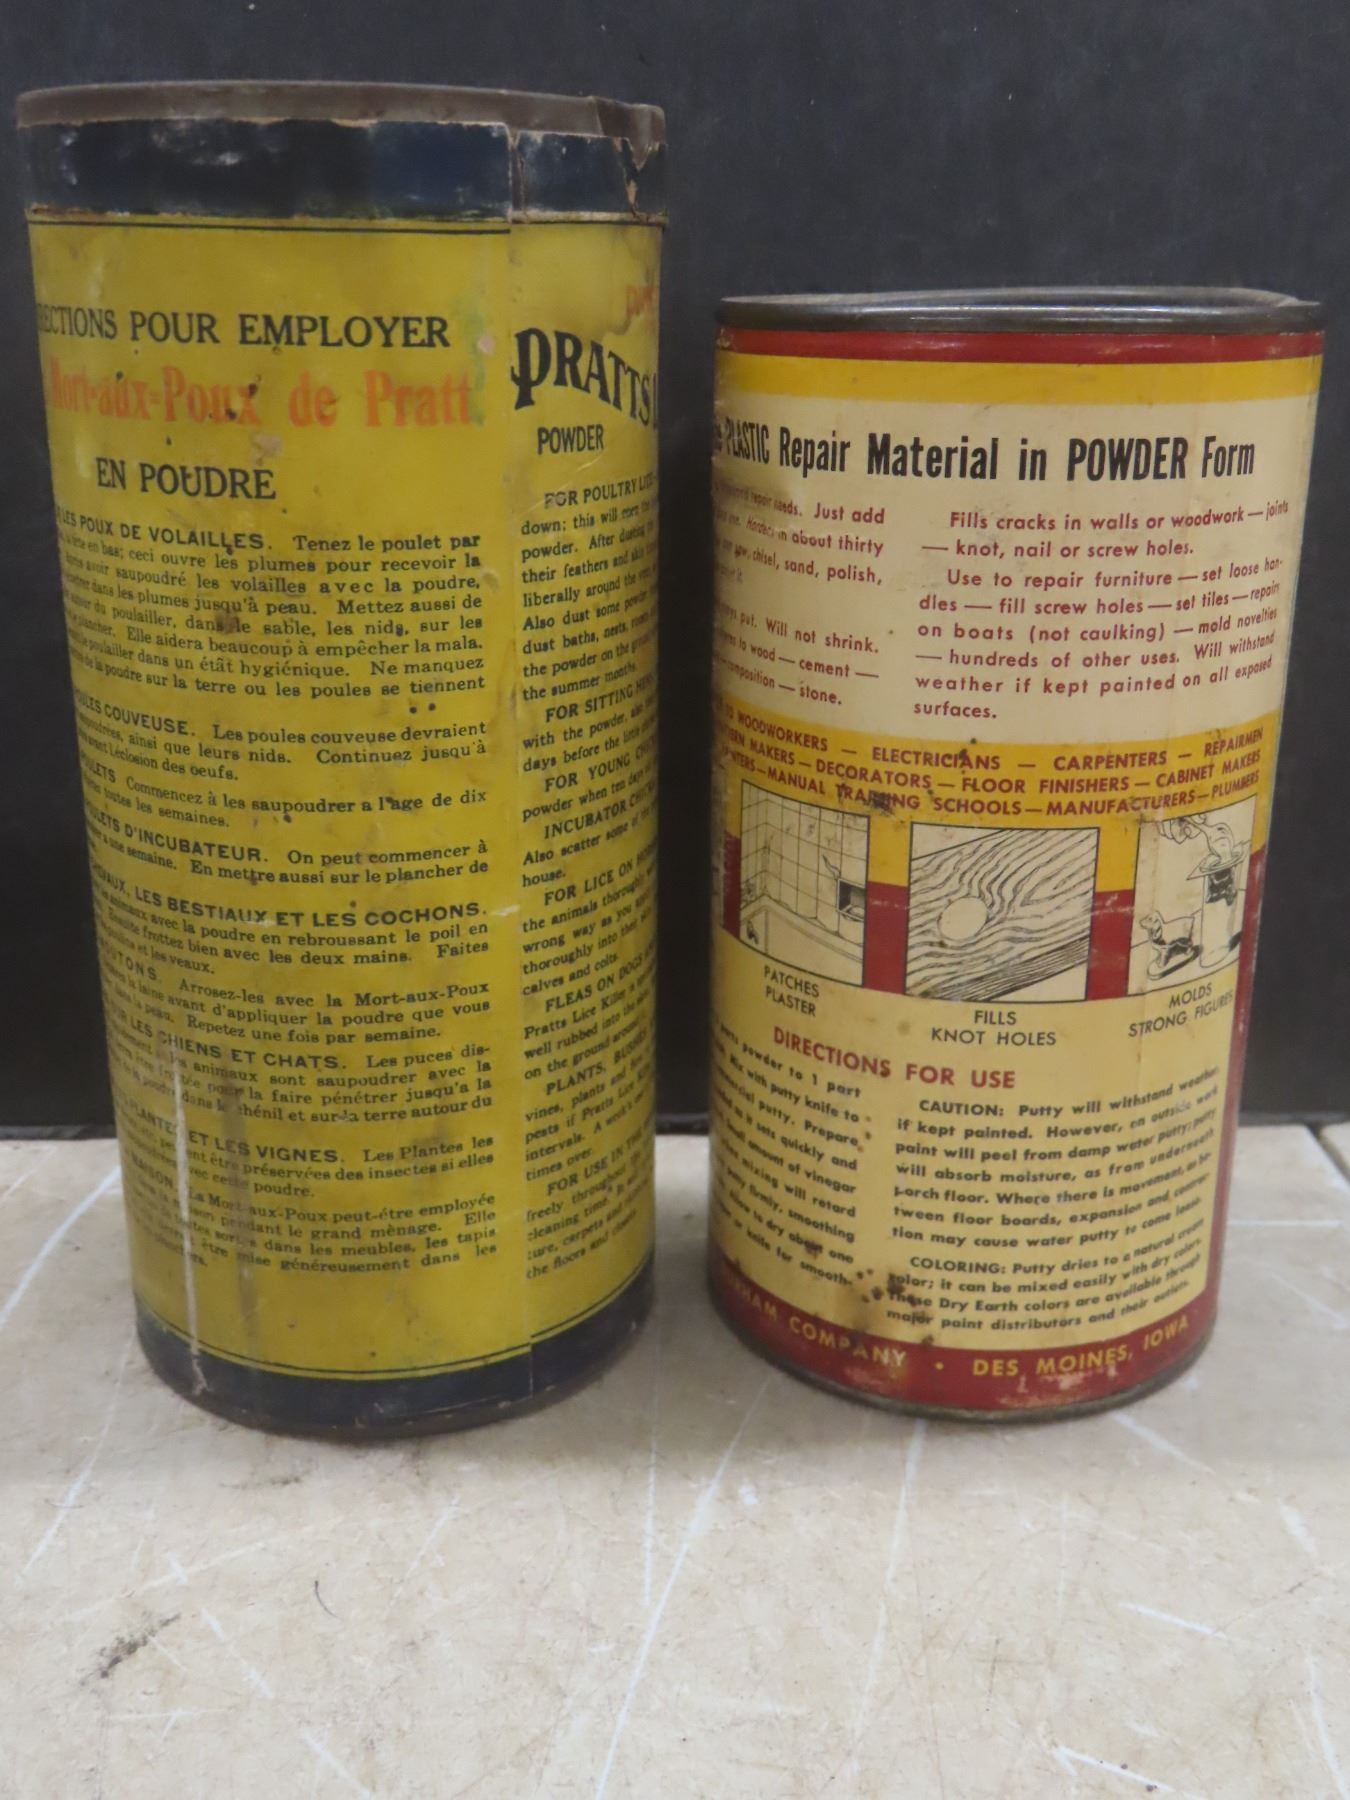 POUR EMPLOYER
Mort-aux-Poux de Pratt
EN POUDRE
LES POUX DE VOLAILLES. Tenez le poulet par
en bas; ceci ouvre les plumes pour recevoir la
avoir saupoudré les volailles avec la poudre,
dans les plumes jusqu'à peau. Mettez aussi de
du poulailler, dans le sable, les nids, sur les
Elle aidera beaucoup à empêcher la mala.
poulailler dans un étât hygiénique. Ne manquez
de la poudre sur la terre ou les poules se tiennent
COUVEUSE. Les poules couveuse devraient
ainsi que leurs nids. Continuez jusqu'à
des oeufs.
Commencez à les saupoudrer a l'age de dix
toutes les semaines.
D'INCUBATEUR. On peut commencer à
une semaine. En mettre aussi sur le plancher de
LES BESTIAUX ET LES COCHONS.
avec la poudre en rebroussant le poil en
frottez bien avec les deux mains. Faites
et les veaux.
Arrosez-les avec la Mort-aux-Poux
la laine avant d'appliquer la poudre que vous
la peau. Repetez une fois par semaine.
LES CHIENS ET CHATS. Les puces dis-
animaux sont saupoudrer avec la
pour la faire pénétrer jusqu'a la
dans le chénil et sur la terre autour du
ET LES VIGNES. Les Plantes les
être préservées des insectes si elles
avec cette poudre.
La Mort-aux-Poux peut-étre employée
pendant le grand mènage. Elle
dans les meubles, les tapis
être mise généreusement dans les
PRATTS
POWDER
FOR POULTRY
down; this will
powder. After
their feathers and skin
liberally around the
Also dust some powder
dust baths, nests,
the powder on the ground
the summer months.
FOR SITTING HENS
with the powder,
days before the little
FOR YOUNG
powder when ten days
INCUBATOR
Also scatter some of the
house.
FOR LICE ON
the animals thoroughly
wrong way as you
thoroughly into their
calves and colts.
FLEAS ON DOGS
Pratts Lice Killer
well rubbed into the
on the ground around
PLANTS,
vines, plants and
pests if Pratts Lice
intervals. A week's
times over.
FOR USE IN THE
freely throughout the
cleaning time.
carpets and
the floors and
PLASTIC Repair Material in POWDER Form
repair needs. Just add
Hardens in about thirty
saw, chisel, sand, polish,
put. Will not shrink.
to wood — cement —
composition — stone.
Fills cracks in walls or woodwork — joints
— knot, nail or screw holes.
Use to repair furniture — set loose han-
dles — fill screw holes — set tiles — repairs
on boats (not caulking) — mold novelties
— hundreds of other uses. Will withstand
weather if kept painted on all exposed
surfaces.
TO WOODWORKERS — ELECTRICIANS — CARPENTERS — REPAIRMEN
MAKERS — DECORATORS — FLOOR FINISHERS — CABINET MAKERS
MANUAL TRAINING SCHOOLS — MANUFACTURERS — PLUMBERS
PATCHES
PLASTER
FILLS
KNOT HOLES
MOLDS
STRONG FIGURES
DIRECTIONS FOR USE
parts powder to 1 part
Mix with putty knife to
putty. Prepare
as it sets quickly and
Small amount of vinegar
mixing will retard
firmly, smoothing
Allow to dry about one
or knife for smooth-
CAUTION: Putty will withstand weather,
if kept painted. However, on outside work
paint will peel from damp water putty; putty
will absorb moisture, as from underneath
porch floor. Where there is movement, as be-
tween floor boards, expansion and contrac-
tion may cause water putty to come loose.
COLORING: Putty dries to a natural cream
color; it can be mixed easily with dry colors.
These Dry Earth colors are available through
major paint distributors and their outlets.
COMPANY • DES MOINES, IOWA